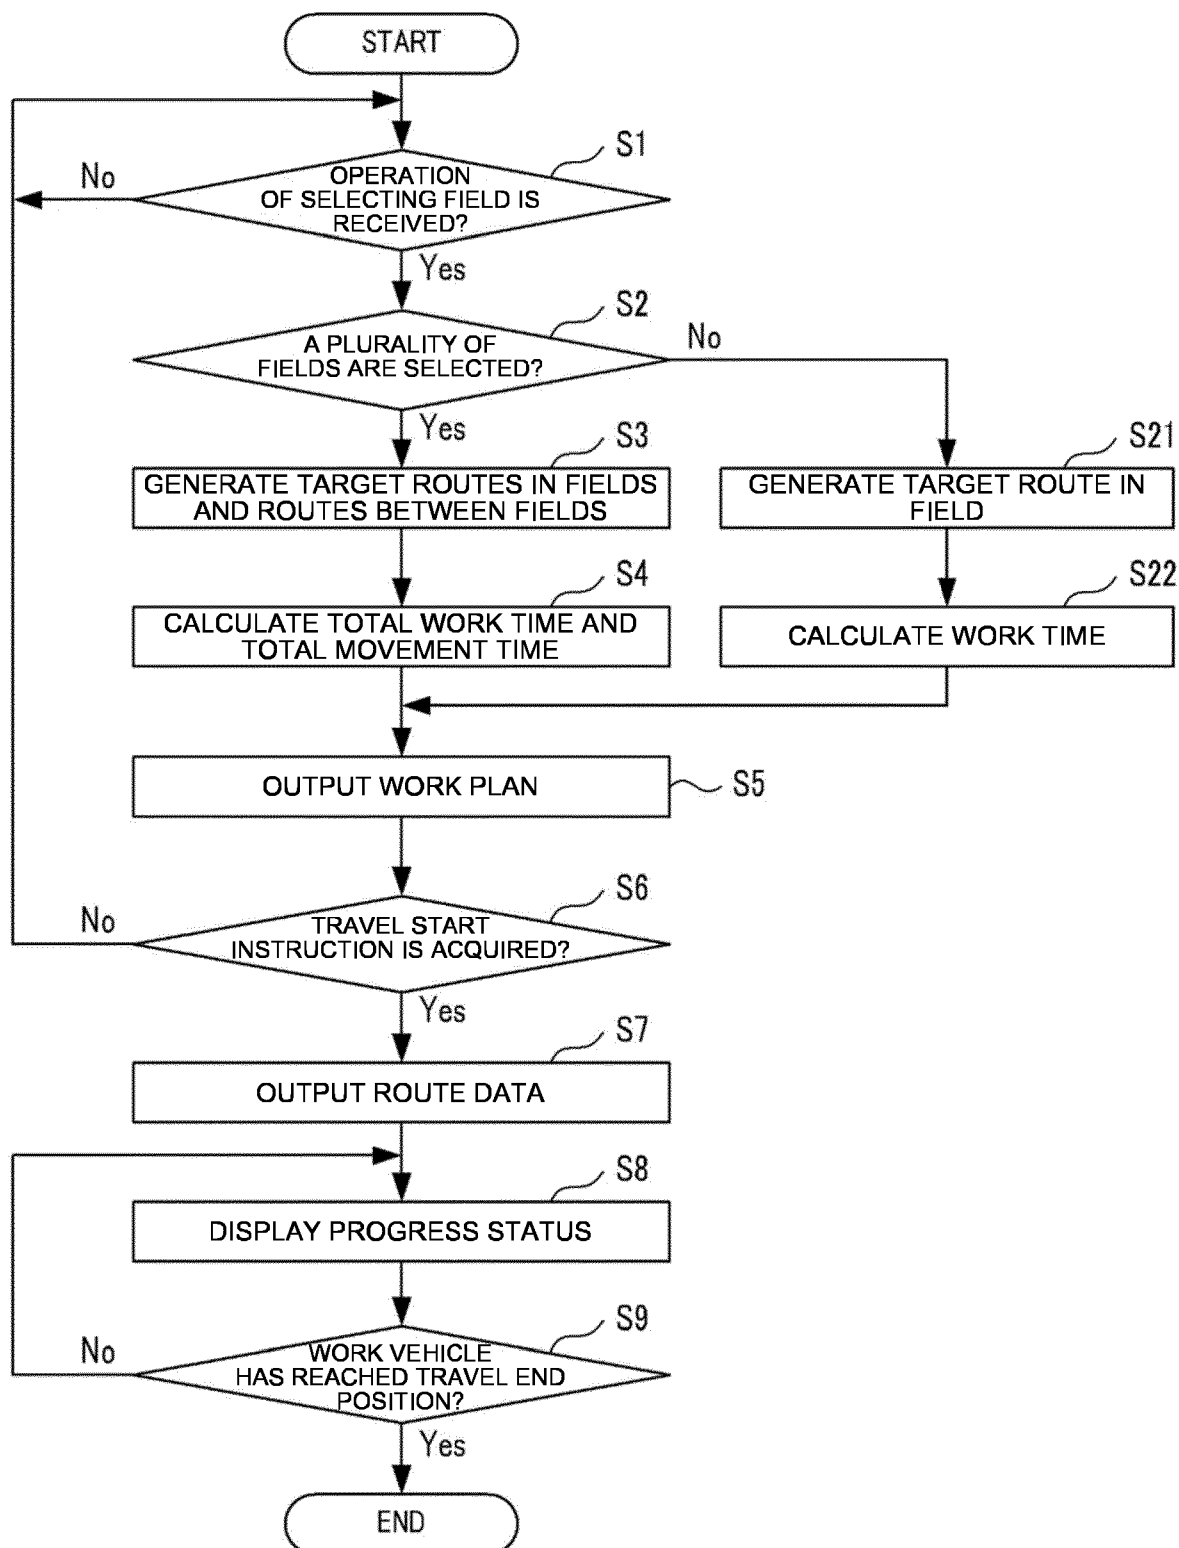 START
S1
No
OPERATION
OF SELECTING FIELD IS
RECEIVED?
Yes
S2
No
A PLURALITY OF
FIELDS ARE SELECTED?
Yes
S3
GENERATE TARGET ROUTES IN FIELDS
AND ROUTES BETWEEN FIELDS
S21
GENERATE TARGET ROUTE IN
FIELD
S4
CALCULATE TOTAL WORK TIME AND
TOTAL MOVEMENT TIME
S22
CALCULATE WORK TIME
OUTPUT WORK PLAN
S5
S6
No
TRAVEL START
INSTRUCTION IS ACQUIRED?
Yes
S7
OUTPUT ROUTE DATA
S8
DISPLAY PROGRESS STATUS
S9
No
WORK VEHICLE
HAS REACHED TRAVEL END
POSITION?
Yes
END